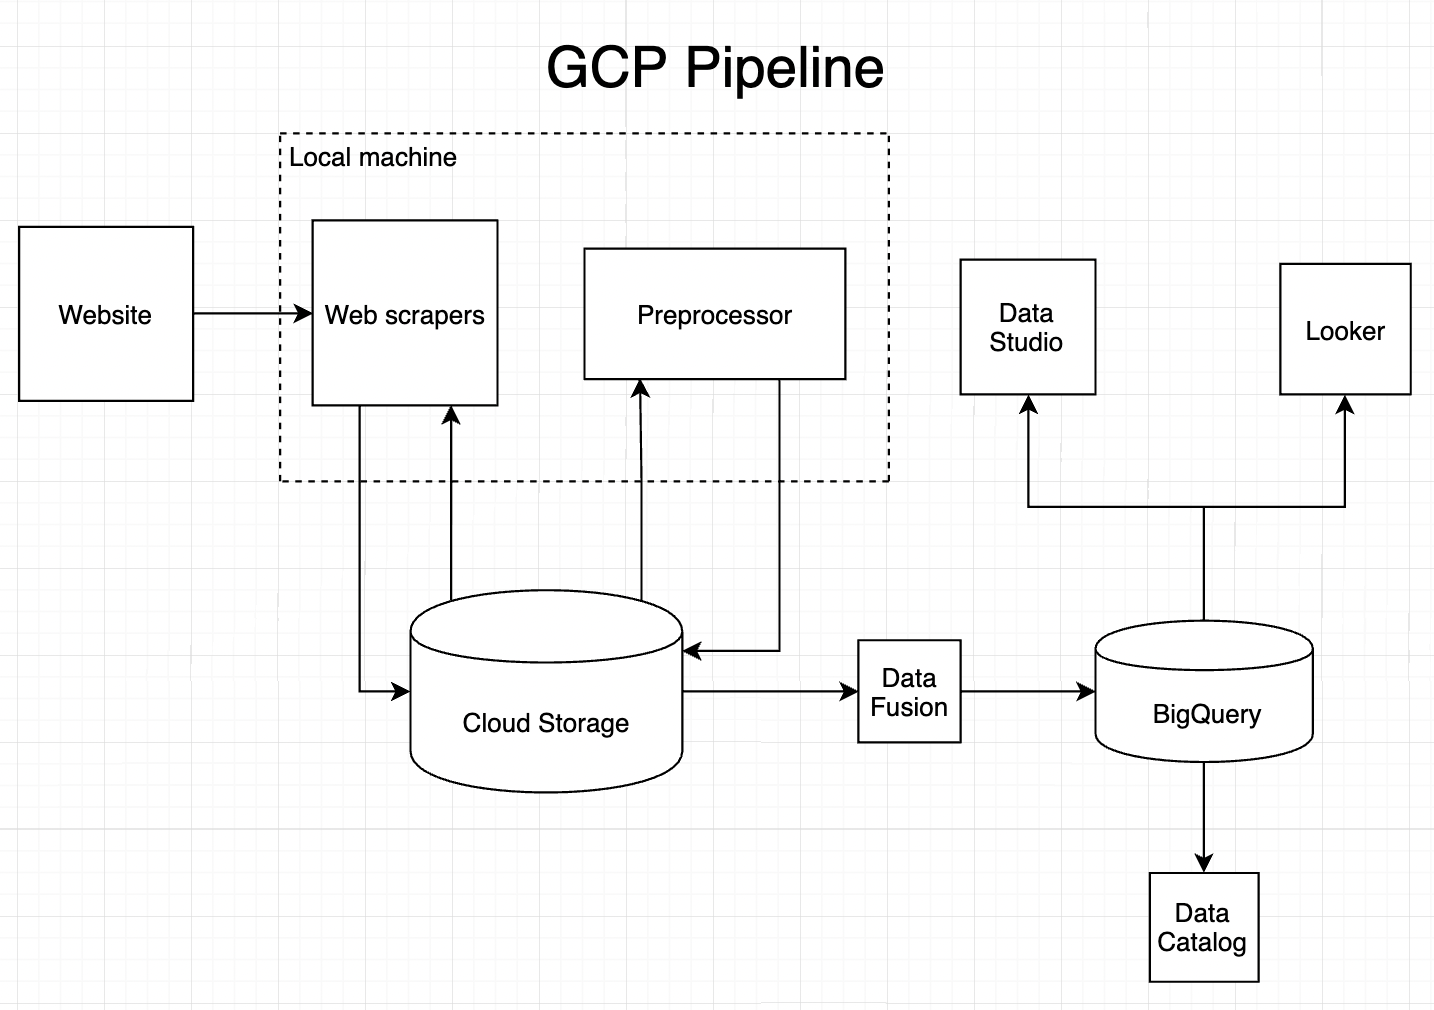 GCP Pipeline
Local machine
Website
Web scrapers
Preprocessor
Data
Studio
Looker
Cloud Storage
Data
Fusion
BigQuery
Data
Catalog